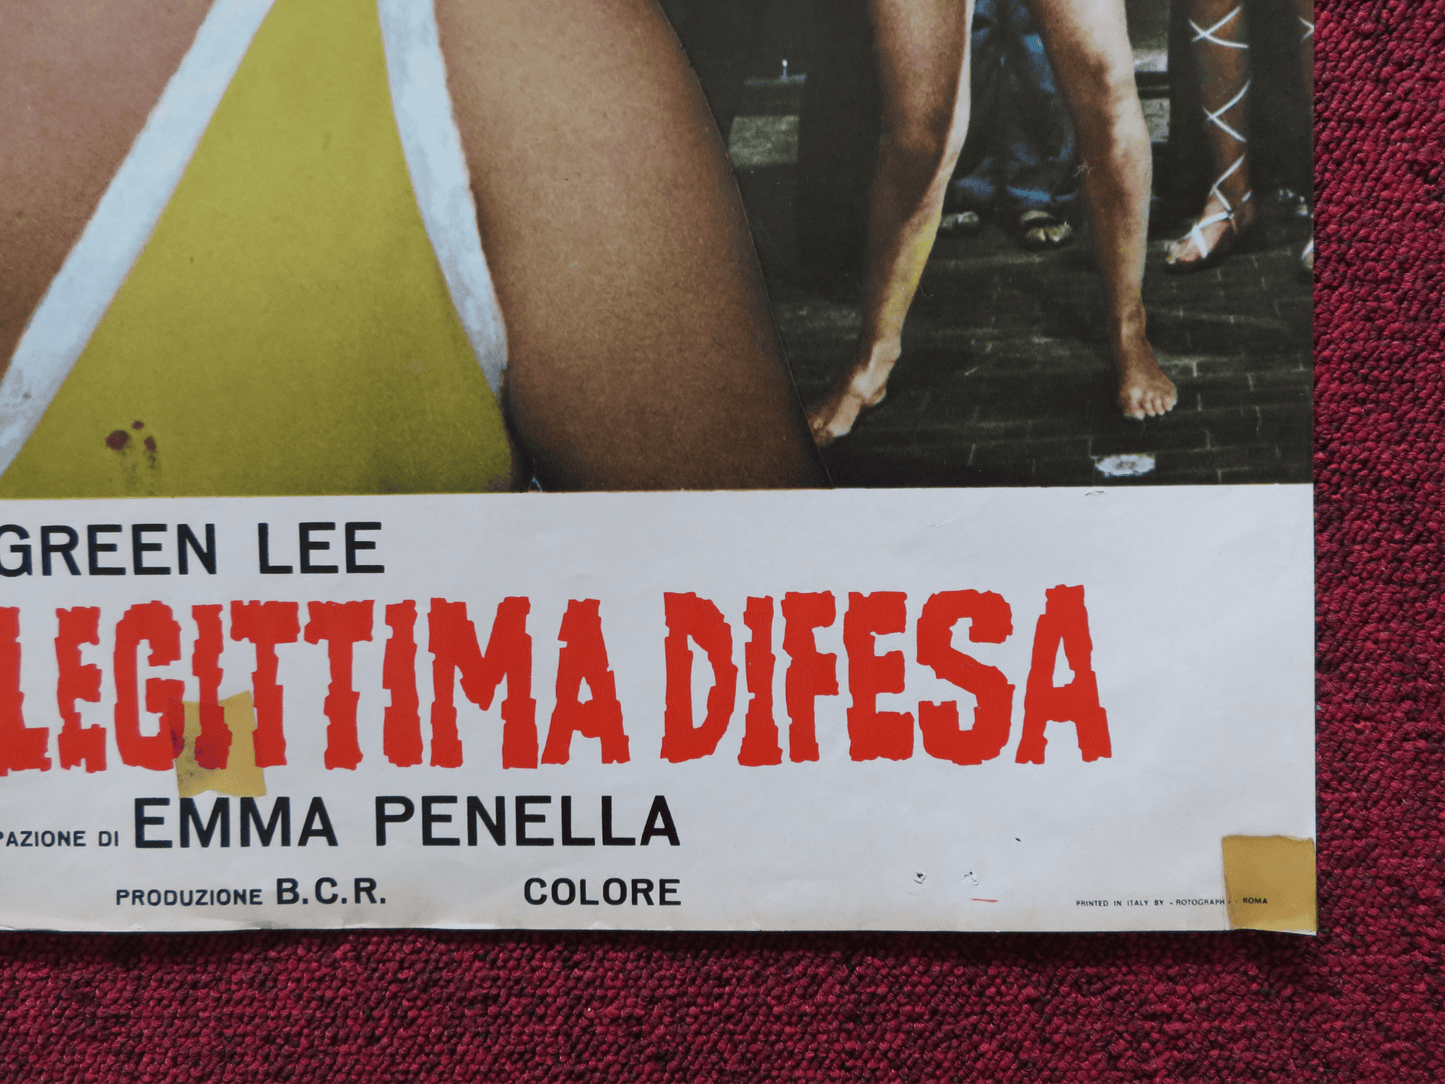 GREEN LEE
LEGITTIMA DIFESA
PAZIONE DI EMMA PENELLA
PRODUZIONE B.C.R. COLORE
PRINTED IN ITALY BY - ROTOGRAPH - ROMA